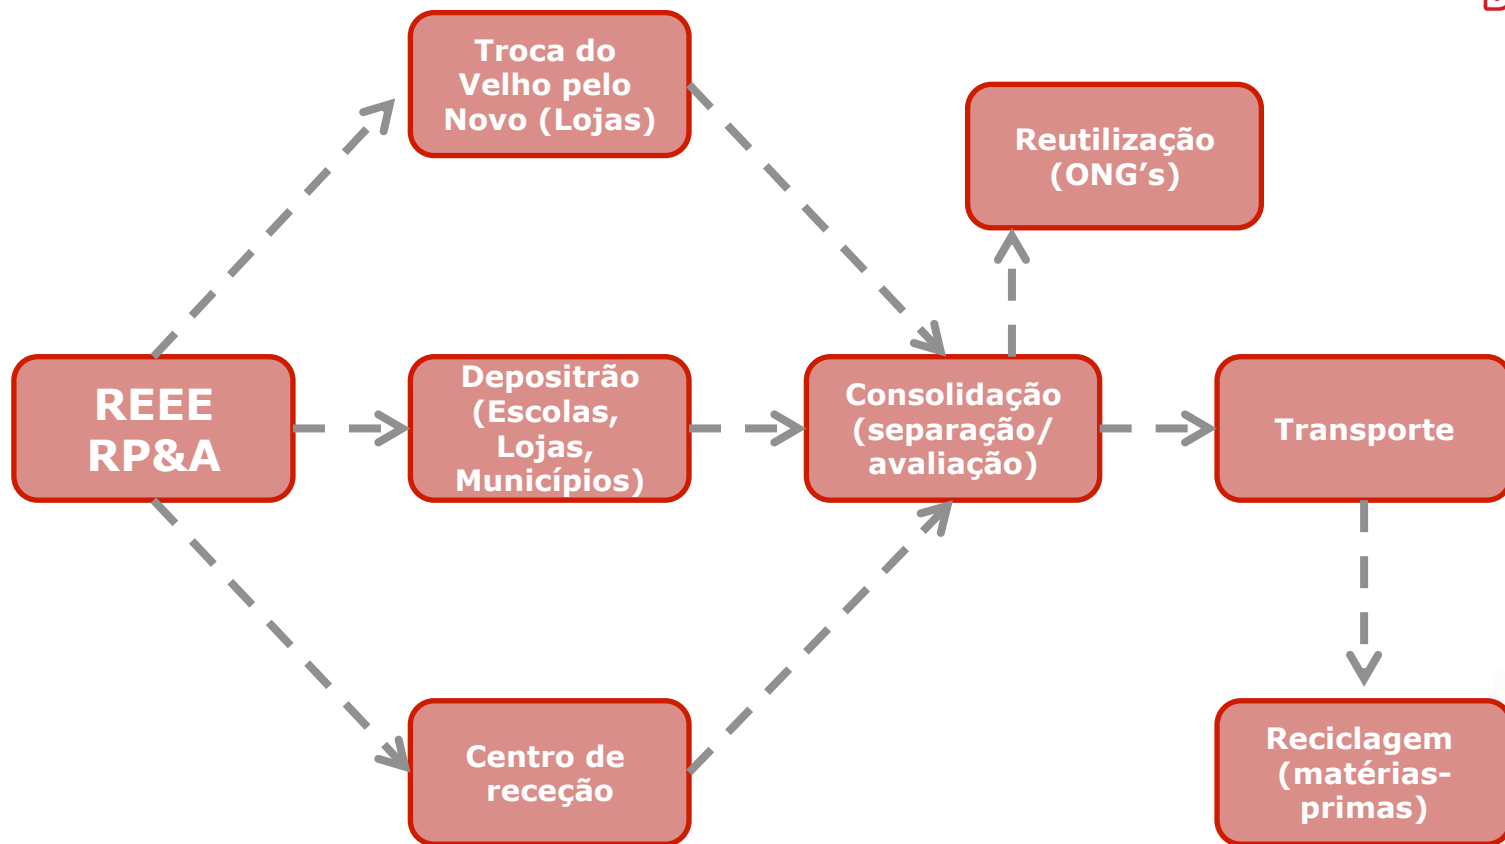 Troca do
Velho pelo
Novo (Lojas)
Reutilização
(ONG’s)
REEE
RP&A
Depositrão
(Escolas,
Lojas,
Municípios)
Consolidação
(separação/
avaliação)
Transporte
Centro de
receção
Reciclagem
(matérias-
primas)